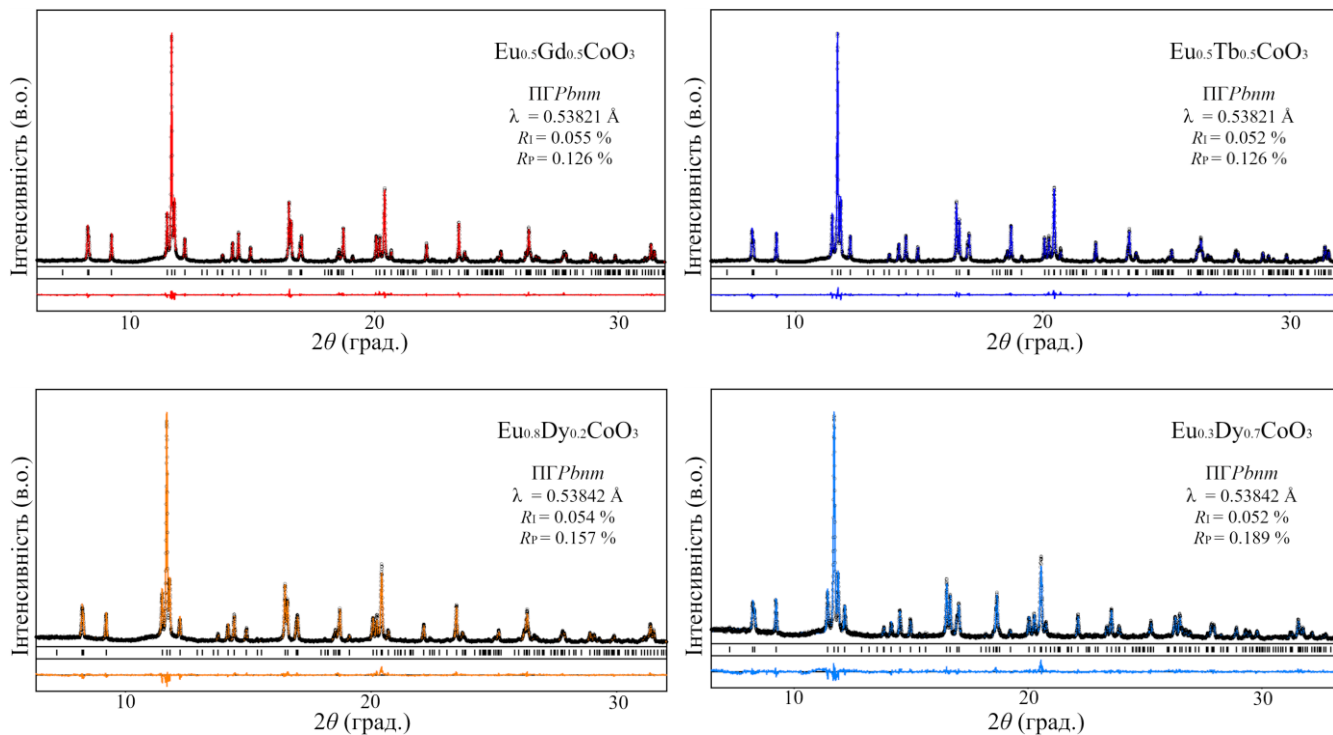 Інтенсивність (в.о.)
Eu0.5Gd0.5CoO3
ПГPbnm
λ = 0.53821 Å
RI = 0.055 %
RP = 0.126 %
10 20 30
2θ (град.)
Інтенсивність (в.о.)
Eu0.5Tb0.5CoO3
ПГPbnm
λ = 0.53821 Å
RI = 0.052 %
RP = 0.126 %
10 20 30
2θ (град.)
Інтенсивність (в.о.)
Eu0.8Dy0.2CoO3
ПГPbnm
λ = 0.53842 Å
RI = 0.054 %
RP = 0.157 %
10 20 30
2θ (град.)
Інтенсивність (в.о.)
Eu0.3Dy0.7CoO3
ПГPbnm
λ = 0.53842 Å
RI = 0.052 %
RP = 0.189 %
10 20 30
2θ (град.)